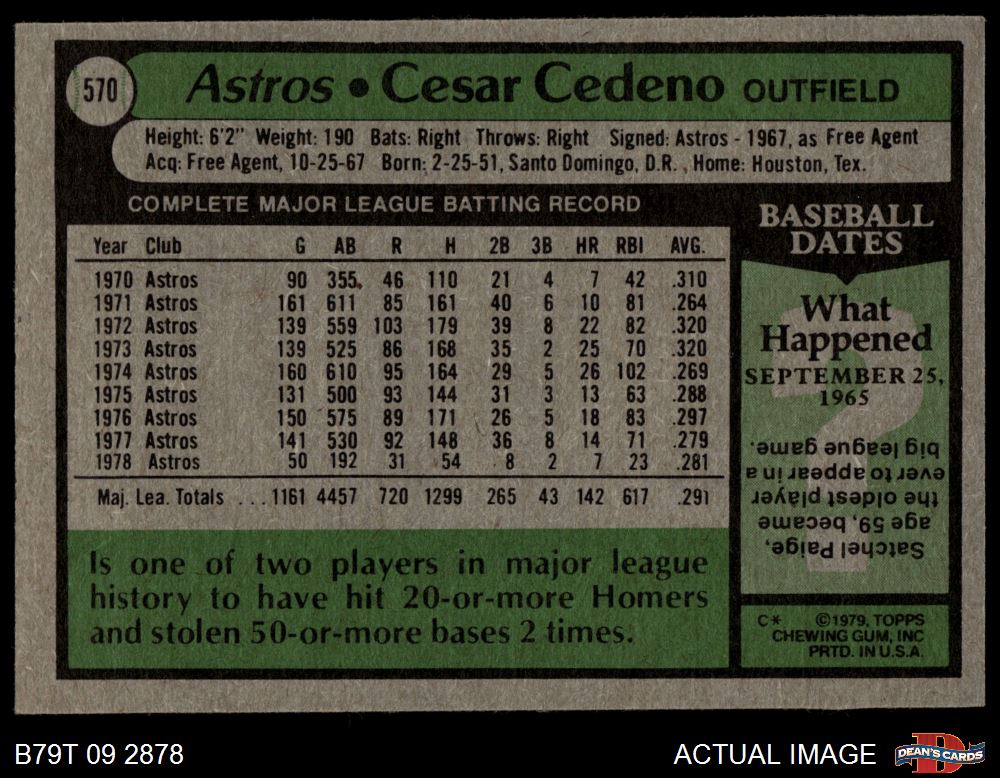 570
Astros • Cesar Cedeno OUTFIELD
Height: 6'2" Weight: 190 Bats: Right Throws: Right Signed: Astros - 1967, as Free Agent
Acq: Free Agent, 10-25-67 Born: 2-25-51, Santo Domingo, D.R., Home: Houston, Tex.
COMPLETE MAJOR LEAGUE BATTING RECORD
Year Club G AB R H 2B 3B HR RBI AVG.
1970 Astros 90 355 46 110 21 4 7 42 .310
1971 Astros 161 611 85 161 40 6 10 81 .264
1972 Astros 139 559 103 179 39 8 22 82 .320
1973 Astros 139 525 86 168 35 2 25 70 .320
1974 Astros 160 610 95 164 29 5 26 102 .269
1975 Astros 131 500 93 144 31 3 13 63 .288
1976 Astros 150 575 89 171 26 5 18 83 .297
1977 Astros 141 530 92 148 36 8 14 71 .279
1978 Astros 50 192 31 54 8 2 7 23 .281
Maj. Lea. Totals ...1161 4457 720 1299 265 43 142 617 .291
Is one of two players in major league
history to have hit 20-or-more Homers
and stolen 50-or-more bases 2 times.
BASEBALL
DATES
What
Happened
SEPTEMBER 25,
1965
?
Satchel Paige,
age 59, became
the oldest player
ever to appear in a
big league game.
C* ©1979, TOPPS
CHEWING GUM, INC
PRTD. IN U.S.A.
B79T 09 2878
ACTUAL IMAGE
D
DEAN'S CARDS